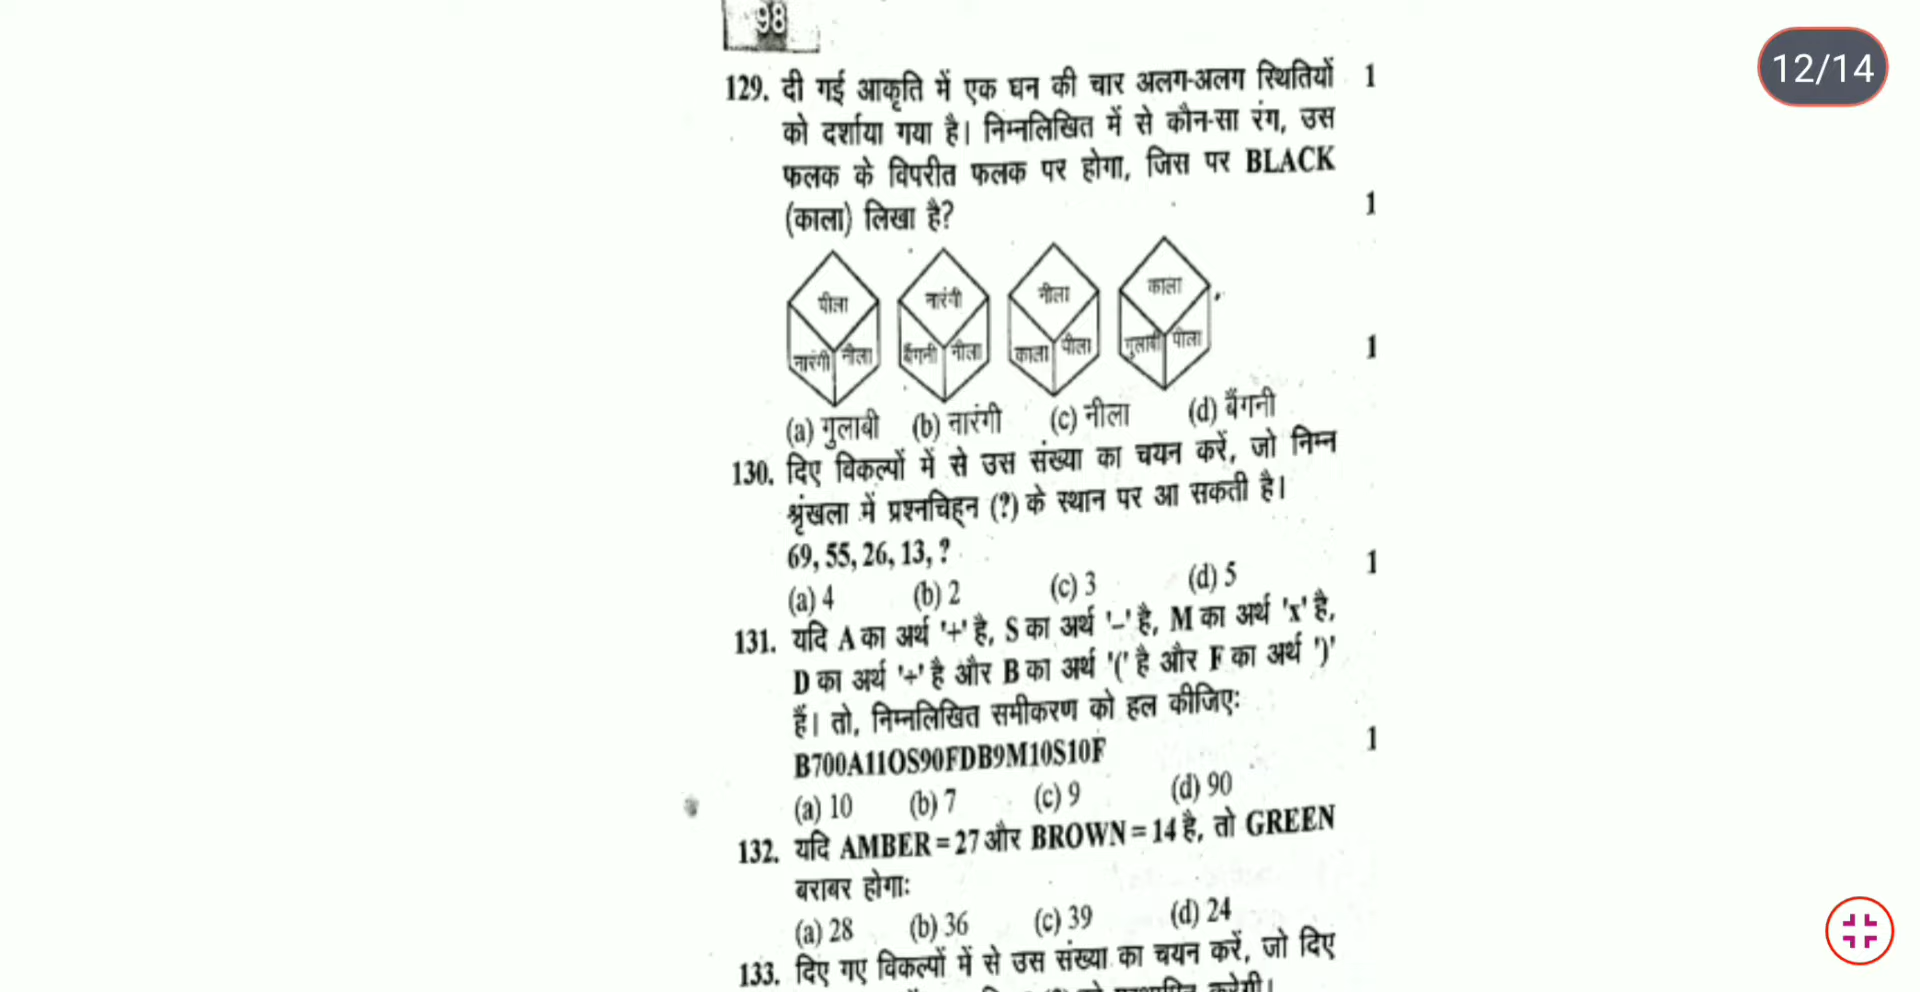 98
12/14
129. दी गई आकृति में एक घन की चार अलग-अलग स्थितियों 1
को दर्शाया गया है। निम्नलिखित में से कौन-सा रंग, उस
फलक के विपरीत फलक पर होगा, जिस पर BLACK
(काला) लिखा है? 1
पीला नारंगी नीला काला
नारंगी नीला बैंगनी नीला काला पीला गुलाबी पीला 1
(a) गुलाबी (b) नारंगी (c) नीला (d) बैंगनी
130. दिए विकल्पों में से उस संख्या का चयन करें, जो निम्न
श्रृंखला में प्रश्नचिह्न (?) के स्थान पर आ सकती है।
69, 55, 26, 13, ?
(a) 4 (b) 2 (c) 3 (d) 5 1
131. यदि A का अर्थ '+' है, S का अर्थ '–' है, M का अर्थ 'x' है,
D का अर्थ '÷' है और B का अर्थ '(' है और F का अर्थ ')'
हैं। तो, निम्नलिखित समीकरण को हल कीजिएः
B700A11OS90FDB9M10S10F 1
(a) 10 (b) 7 (c) 9 (d) 90
132. यदि AMBER = 27 और BROWN = 14 है, तो GREEN
बराबर होगाः
(a) 28 (b) 36 (c) 39 (d) 24
133. दिए गए विकल्पों में से उस संख्या का चयन करें, जो दिए